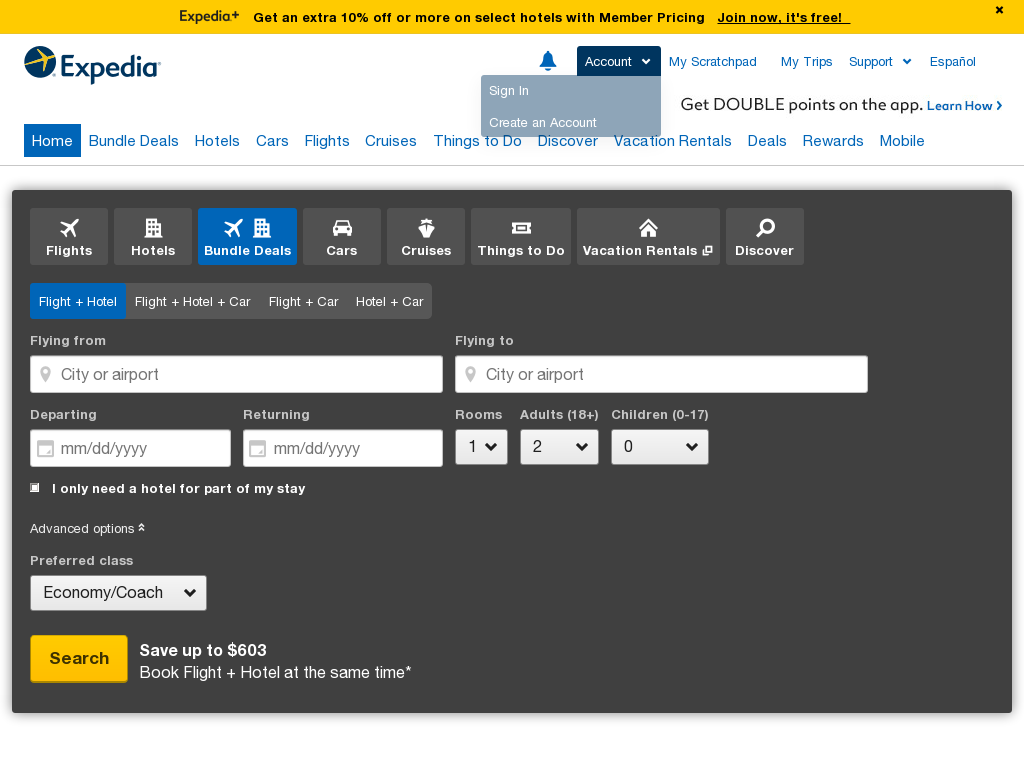 Expedia+ Get an extra 10% off or more on select hotels with Member Pricing Join now, it's free!
Expedia
Account My Scratchpad My Trips Support Español
Sign In
Get DOUBLE points on the app. Learn How
Create an Account
Home Bundle Deals Hotels Cars Flights Cruises Things to Do Discover Vacation Rentals Deals Rewards Mobile
Flights Hotels Bundle Deals Cars Cruises Things to Do Vacation Rentals Discover
Flight + Hotel Flight + Hotel + Car Flight + Car Hotel + Car
Flying from Flying to
City or airport City or airport
Departing Returning Rooms Adults (18+) Children (0-17)
mm/dd/yyyy mm/dd/yyyy 1 2 0
I only need a hotel for part of my stay
Advanced options
Preferred class
Economy/Coach
Search Save up to $603
Book Flight + Hotel at the same time*